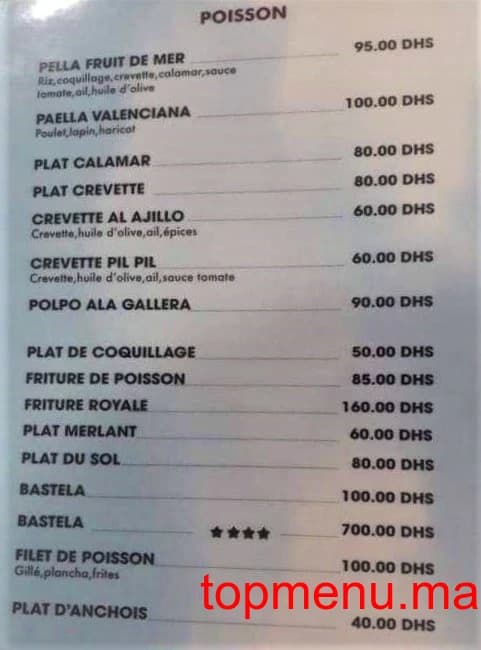 POISSON
PELLA FRUIT DE MER 95.00 DHS
Riz,coquillage,crevette,calamar,sauce
tomate,ail,huile d'olive
PAELLA VALENCIANA 100.00 DHS
Poulet,lapin,haricot
PLAT CALAMAR 80.00 DHS
PLAT CREVETTE 80.00 DHS
CREVETTE AL AJILLO 60.00 DHS
Crevette,huile d'olive,ail,épices
CREVETTE PIL PIL 60.00 DHS
Crevette,huile d'olive,ail,sauce tomate
POLPO ALA GALLERA 90.00 DHS
PLAT DE COQUILLAGE 50.00 DHS
FRITURE DE POISSON 85.00 DHS
FRITURE ROYALE 160.00 DHS
PLAT MERLANT 60.00 DHS
PLAT DU SOL 80.00 DHS
BASTELA 100.00 DHS
BASTELA ★★★★ 700.00 DHS
FILET DE POISSON 100.00 DHS
Gillé,plancha,frites
topmenu.ma
PLAT D'ANCHOIS 40.00 DHS